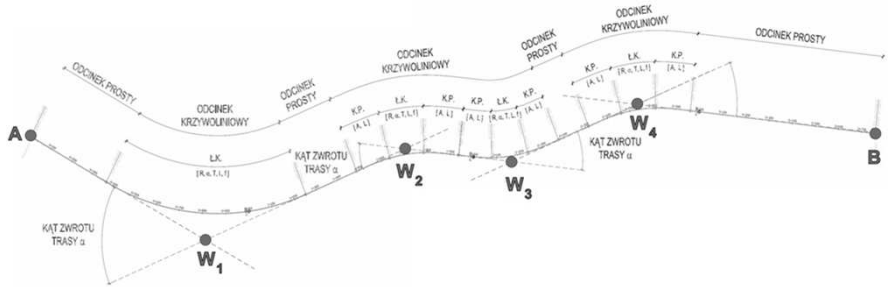 ODCINEK PROSTY
ODCINEK
KRZYWOLINIOWY
ODCINEK
PROSTY
ODCINEK
KRZYWOLINIOWY
ODCINEK
PROSTY
ODCINEK
KRZYWOLINIOWY
ODCINEK PROSTY
A
Ł.K.
[R, α, T, L, f]
K.P.
[A, L]
Ł.K.
[R, α, T, L, f]
K.P.
[A, L]
K.P.
[A, L]
Ł.K.
[R, α, T, L, f]
K.P.
[A, L]
K.P.
[A, L]
Ł.K.
[R, α, T, L, f]
K.P.
[A, L]
KĄT ZWROTU
TRASY α
W1
KĄT ZWROTU
TRASY α
W2
W3
KĄT ZWROTU
TRASY α
W4
B